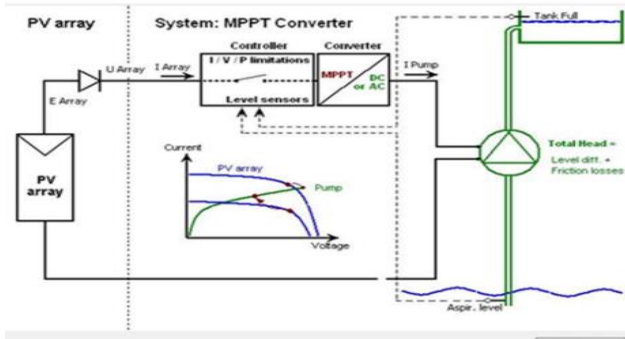 PV array
System: MPPT Converter
Tank Full
Controller
Converter
U Array
I Array
I / V / P limitations
I Pump
MPPT
DC
or AC
E Array
Level sensors
Total Head =
Level diff. +
Friction losses
PV
array
Current
PV array
Pump
Voltage
Aspir. level